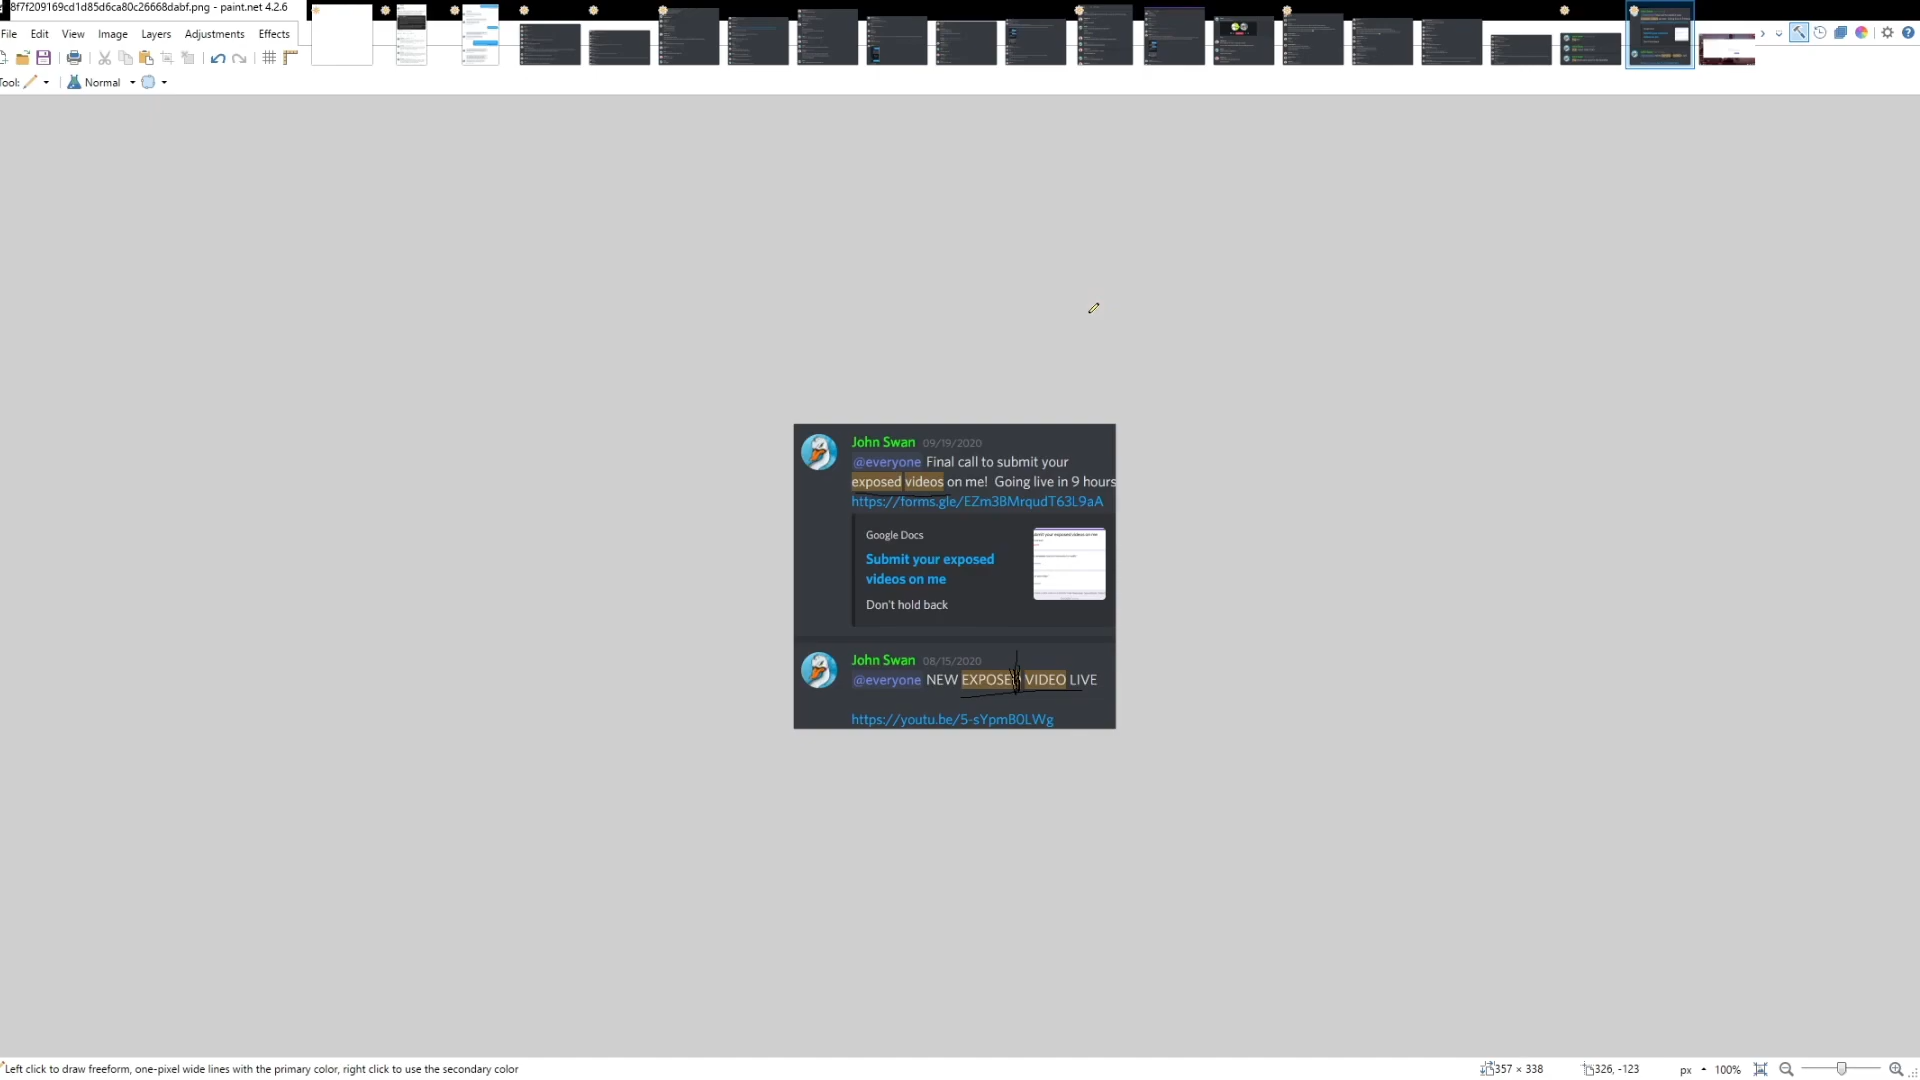 8f7f209169cd1d85d6ca80c26668dabf.png - paint.net 4.2.6
File Edit View Image Layers Adjustments Effects
Tool: Normal
John Swan 09/19/2020
@everyone Final call to submit your
exposed videos on me! Going live in 9 hours
https://forms.gle/EZm3BMrqudT63L9aA
Google Docs
Submit your exposed
videos on me
Don't hold back
John Swan 08/15/2020
@everyone NEW EXPOSED VIDEO LIVE
https://youtu.be/5-sYpmB0LWg
Left click to draw freeform, one-pixel wide lines with the primary color, right click to use the secondary color
357 × 338 326, -123 px 100%